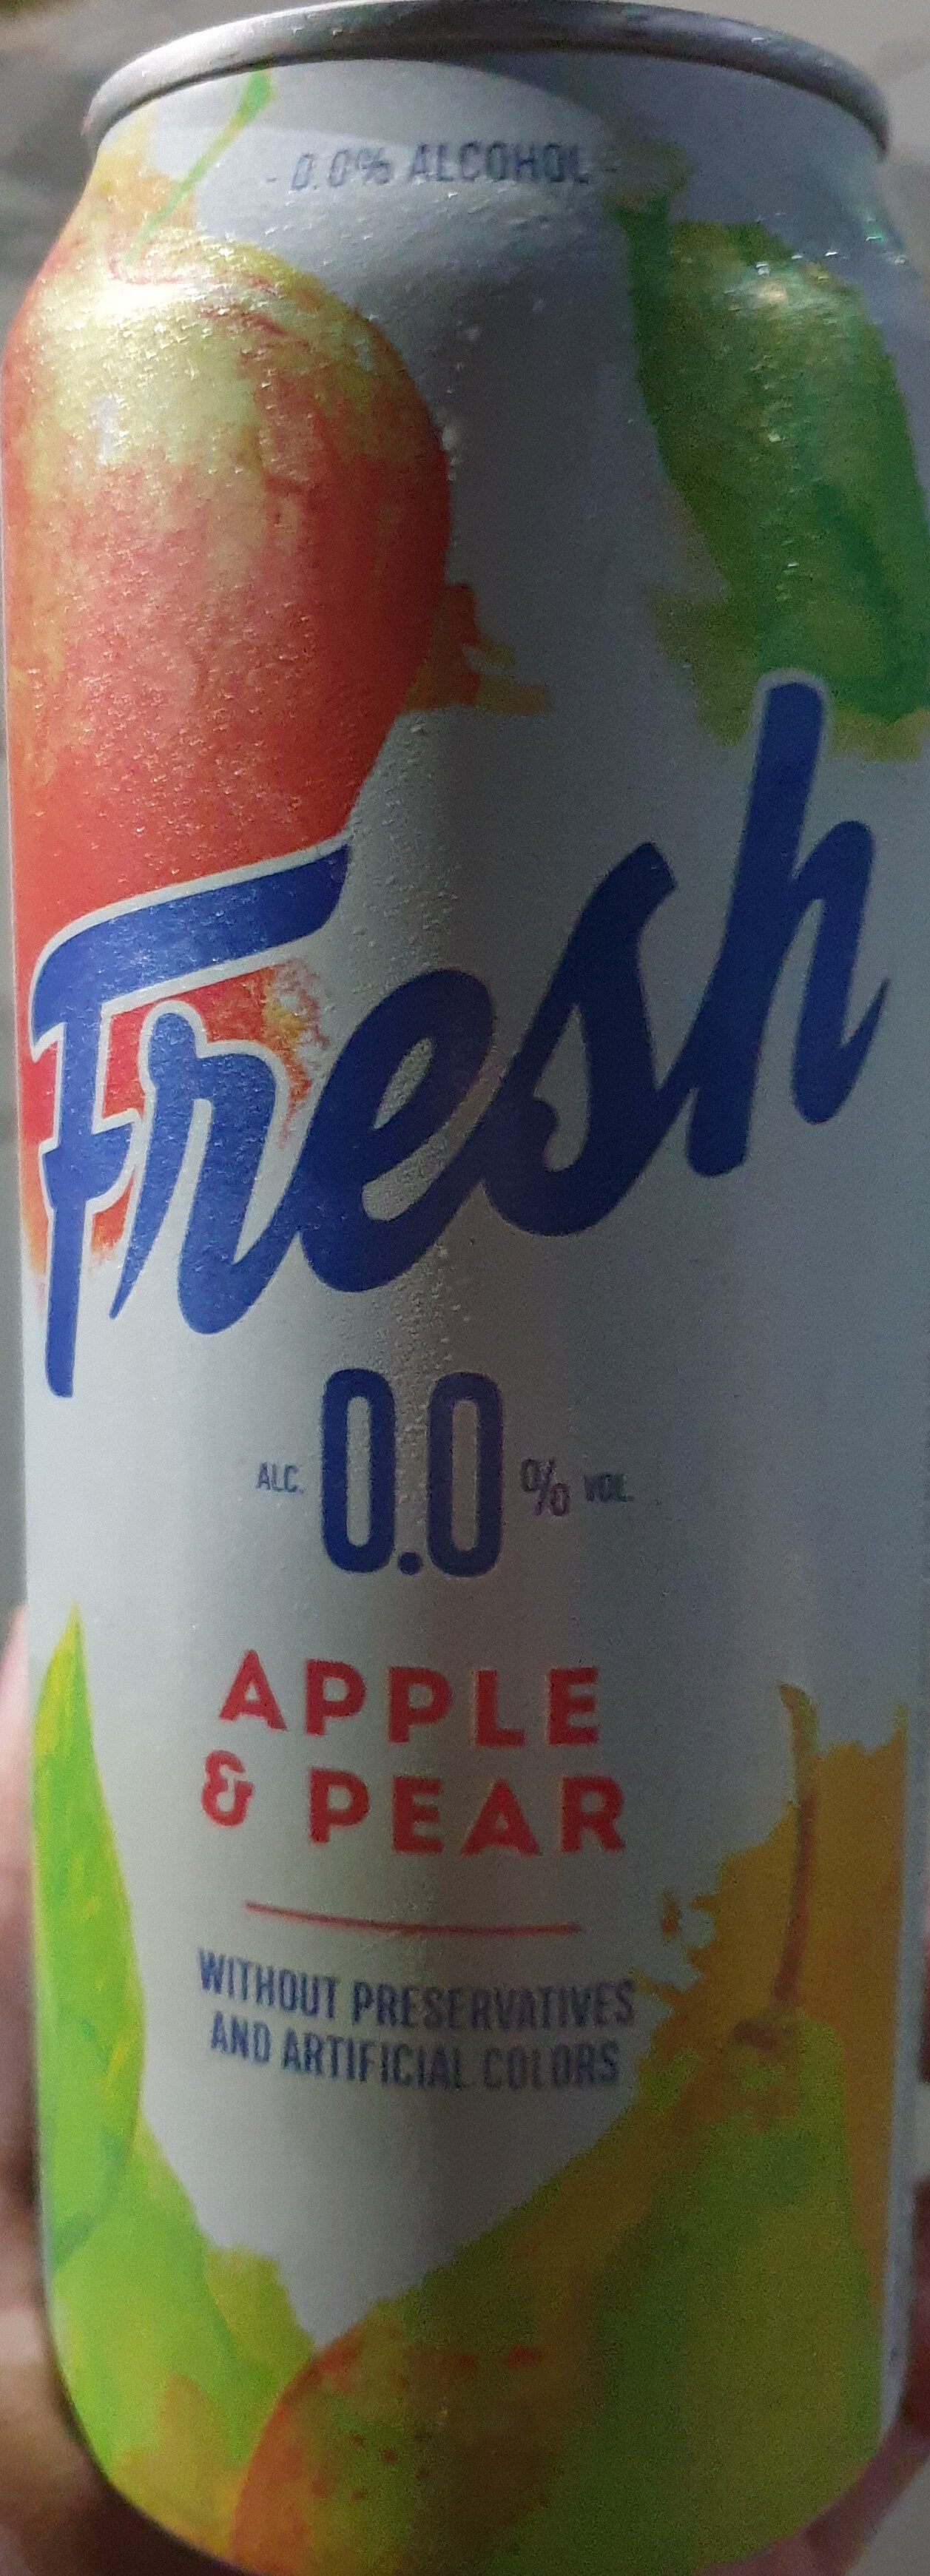 - 0.0% ALCOHOL -
Fresh
ALC. 0.0 % VOL.
APPLE
& PEAR
WITHOUT PRESERVATIVES
AND ARTIFICIAL COLORS